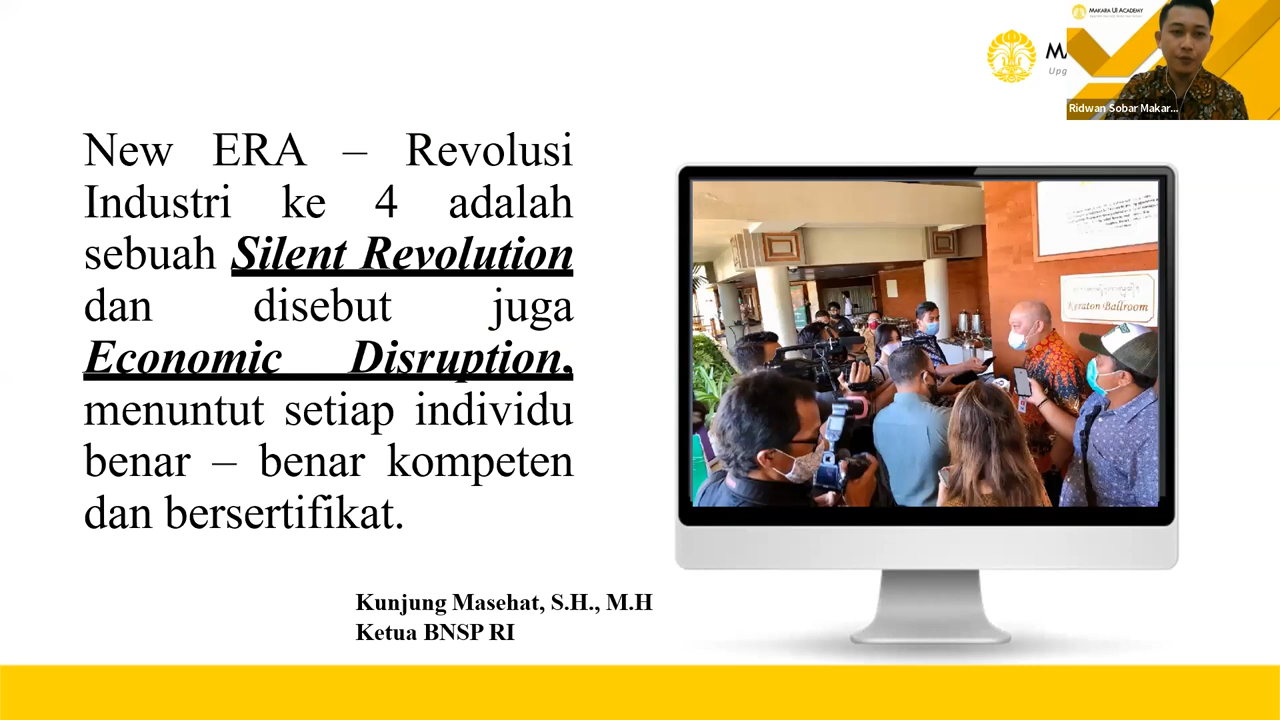 MAKARA UI ACADEMY
Upg
Ridwan Sobar Makar...
New ERA – Revolusi
Industri ke 4 adalah
sebuah Silent Revolution
dan disebut juga
Economic Disruption,
menuntut setiap individu
benar – benar kompeten
dan bersertifikat.
Keraton Ballroom
Kunjung Masehat, S.H., M.H
Ketua BNSP RI